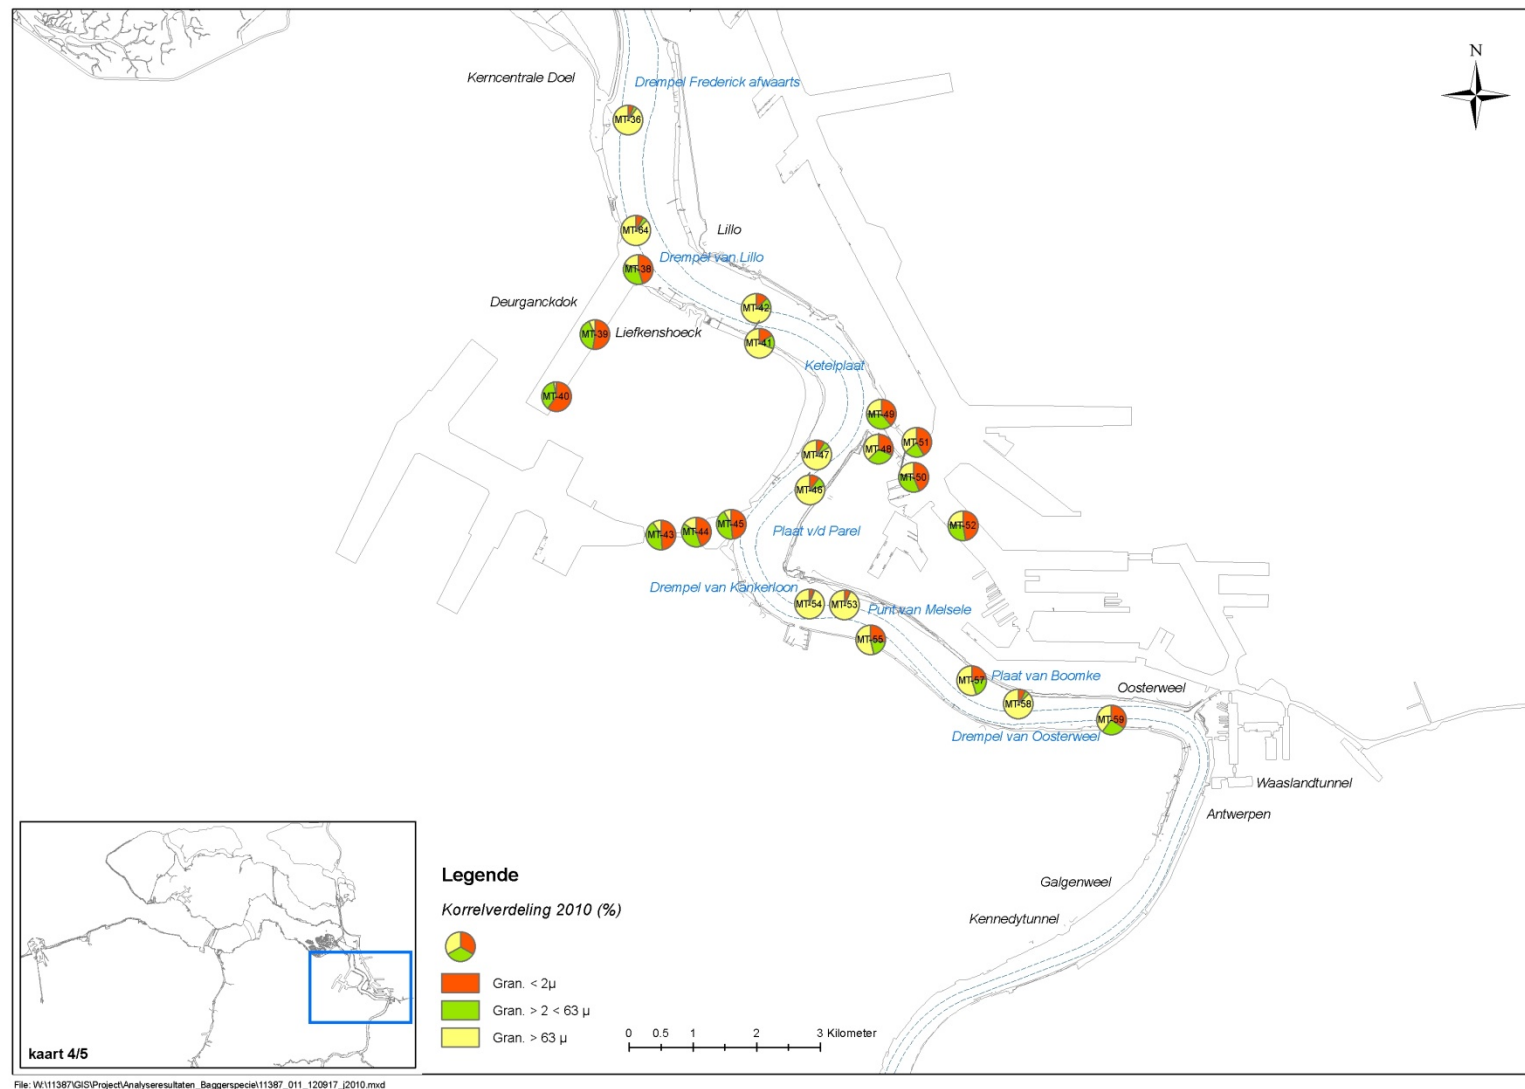 N
Kerncentrale Doel
Drempel Frederick afwaarts
MT-36
MT-64
Lillo
Drempel van Lillo
MT-38
Deurganckdok
MT-42
MT-39
Liefkenshoeck
MT-41
Ketelplaat
MT-40
MT-49
MT-51
MT-48
MT-47
MT-50
MT-46
MT-45
MT-44
MT-43
MT-52
Plaat v/d Parel
Drempel van Kankerloon
MT-54
MT-53
Punt van Melsele
MT-55
MT-57
Plaat van Boomke
Oosterweel
MT-58
MT-59
Drempel van Oosterweel
Waaslandtunnel
Antwerpen
Galgenweel
Kennedytunnel
Legende
Korrelverdeling 2010 (%)
Gran. < 2µ
Gran. > 2 < 63 µ
Gran. > 63 µ
0 0.5 1 2 3 Kilometer
kaart 4/5
File: W:\11387\GIS\Project\Analyseresultaten_Baggerspecie\11387_011_120917_j2010.mxd